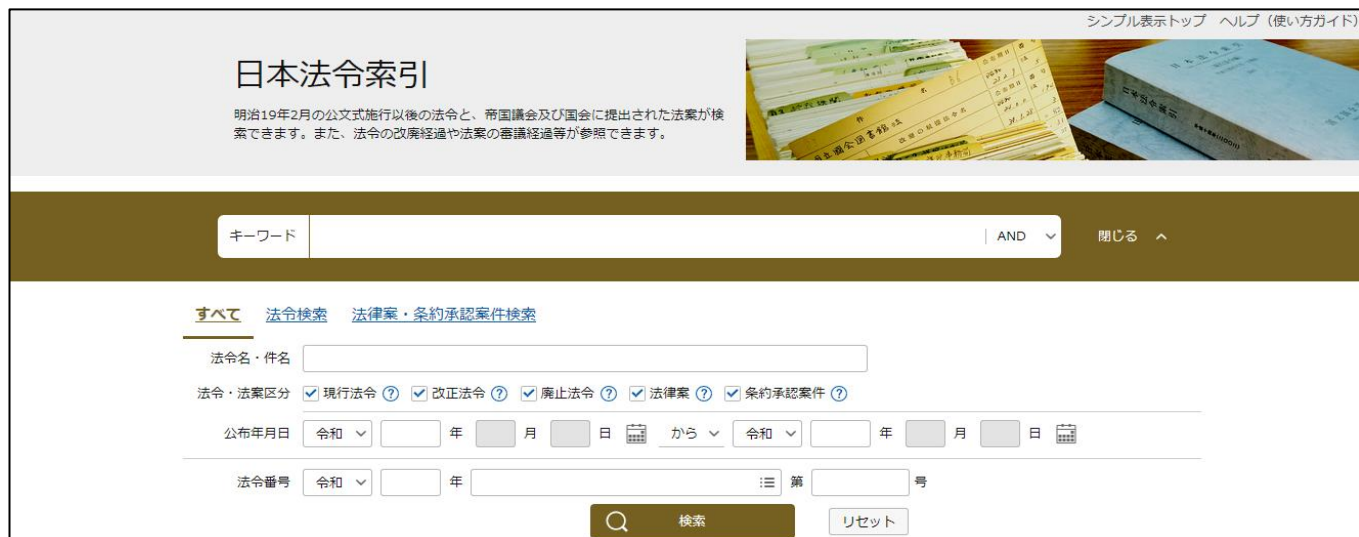 シンプル表示トップ ヘルプ（使い方ガイド）
日本法令索引
明治19年2月の公文式施行以後の法令と、帝国議会及び国会に提出された法案が検
索できます。また、法令の改廃経過や法案の審議経過等が参照できます。
キーワード AND 閉じる
すべて 法令検索 法律案・条約承認案件検索
法令名・件名
法令・法案区分 現行法令 ? 改正法令 ? 廃止法令 ? 法律案 ? 条約承認案件 ?
公布年月日 令和 年 月 日 から 令和 年 月 日
法令番号 令和 年 第 号
検索 リセット